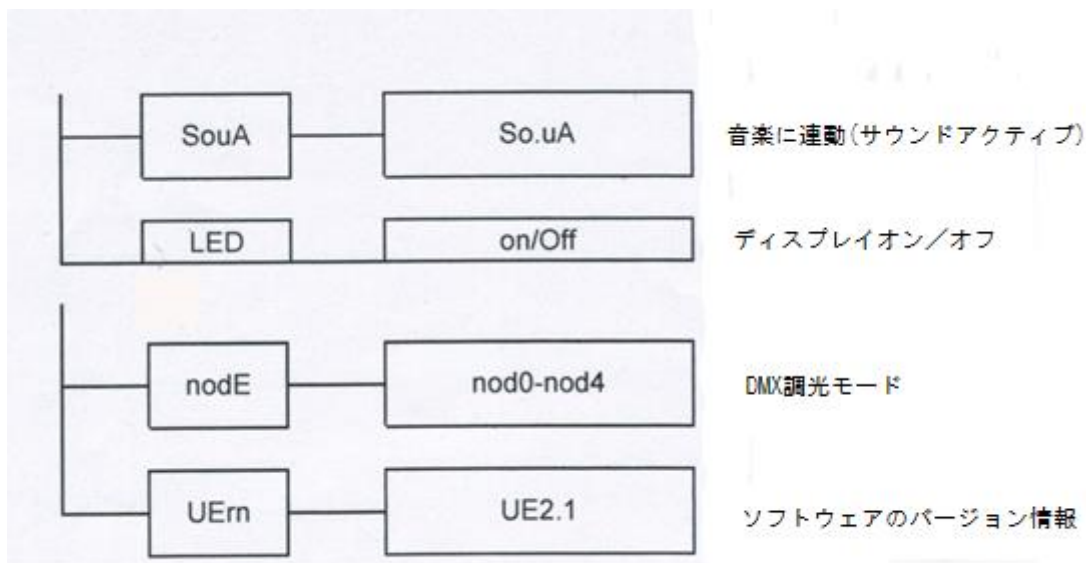 SouA So.uA 音楽に連動(サウンドアクティブ)
LED on/Off ディスプレイオン／オフ
nodE nod0-nod4 DMX調光モード
UErn UE2.1 ソフトウェアのバージョン情報